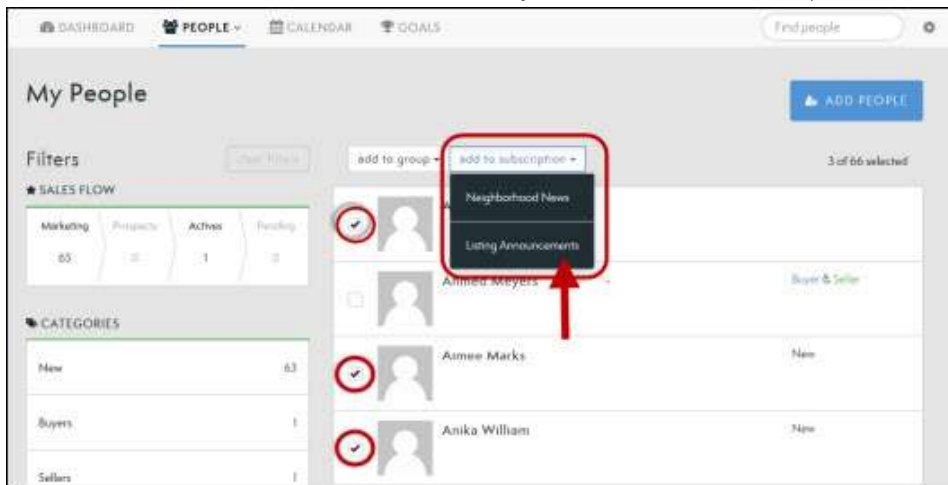 DASHBOARD PEOPLE CALENDAR GOALS Find people
My People
ADD PEOPLE
Filters clear filters add to group add to subscription 3 of 66 selected
SALES FLOW
Neighborhood News
Marketing Prospects Actives Pending
65 0 1 0
Listing Announcements
Ahmed Meyers Buyer & Seller
CATEGORIES
New 63
Aimee Marks New
Buyers 1
Anika William New
Sellers 1